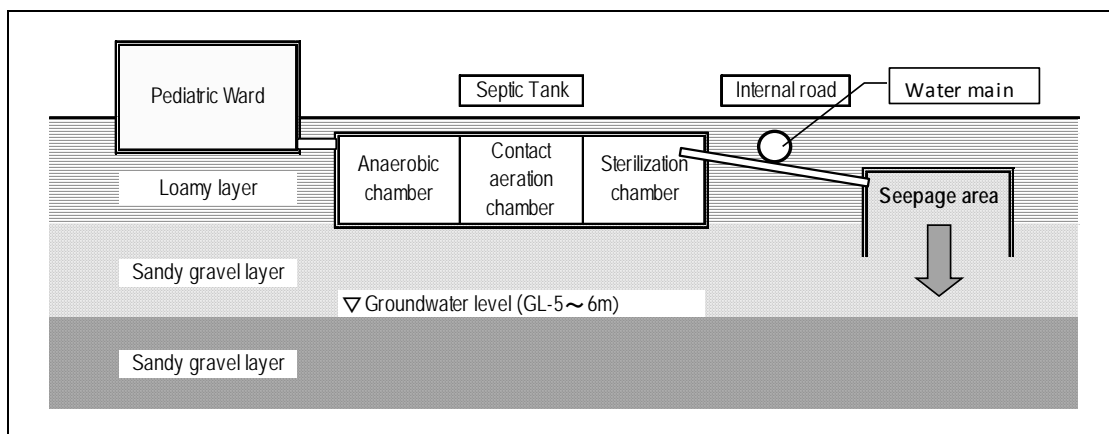 Pediatric Ward
Septic Tank
Internal road
Water main
Anaerobic
chamber
Contact
aeration
chamber
Sterilization
chamber
Loamy layer
Seepage area
Sandy gravel layer
▽ Groundwater level (GL-5～6m)
Sandy gravel layer